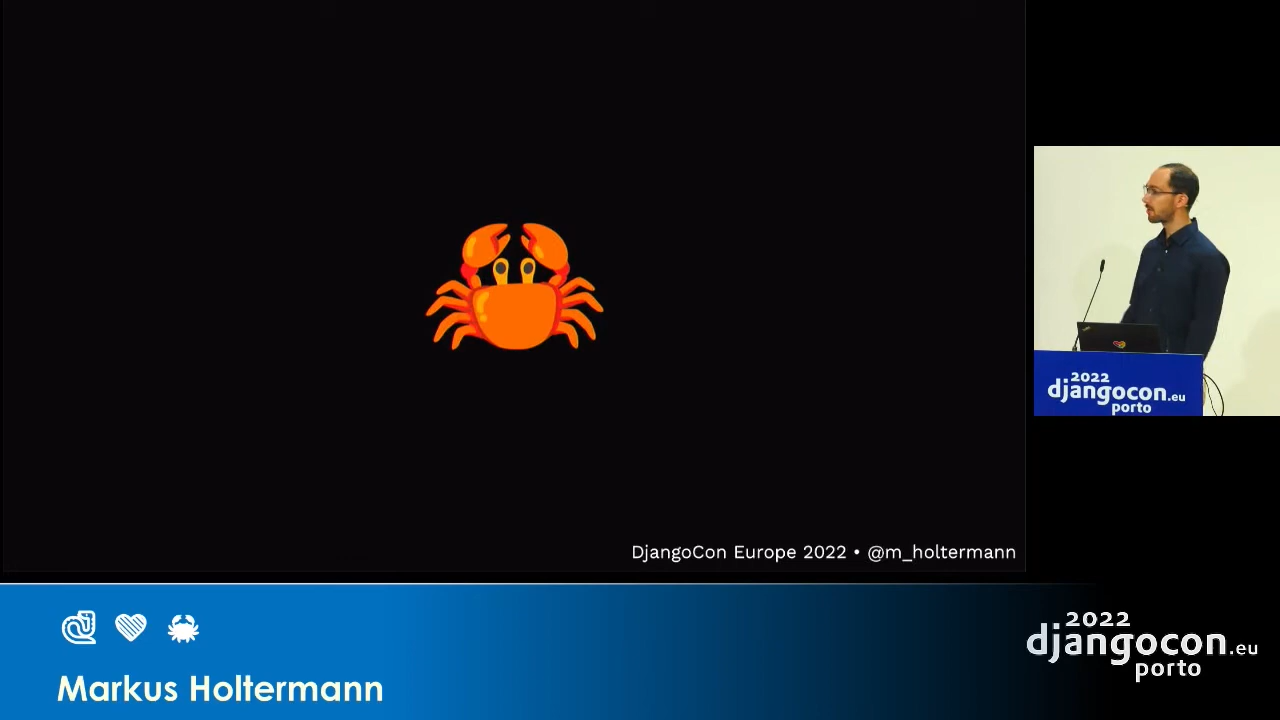 DjangoCon Europe 2022 • @m_holtermann
2022
djangocon.eu
porto
Markus Holtermann
2022
djangocon.eu
porto